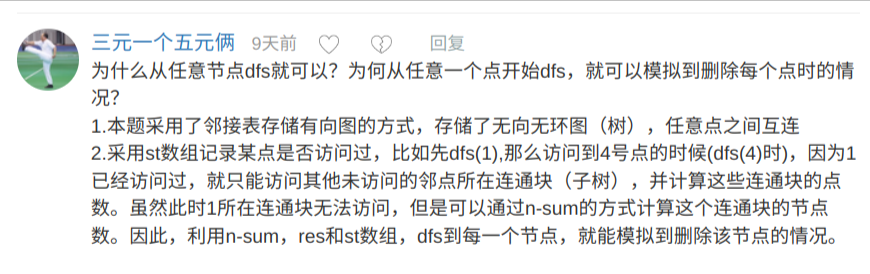 三元一个五元俩 9天前 回复
为什么从任意节点dfs就可以？为何从任意一个点开始dfs，就可以模拟到删除每个点时的情
况？
1.本题采用了邻接表存储有向图的方式，存储了无向无环图（树），任意点之间互连
2.采用st数组记录某点是否访问过，比如先dfs(1),那么访问到4号点的时候(dfs(4)时)，因为1
已经访问过，就只能访问其他未访问的邻点所在连通块（子树），并计算这些连通块的点
数。虽然此时1所在连通块无法访问，但是可以通过n-sum的方式计算这个连通块的节点
数。因此，利用n-sum，res和st数组，dfs到每一个节点，就能模拟到删除该节点的情况。